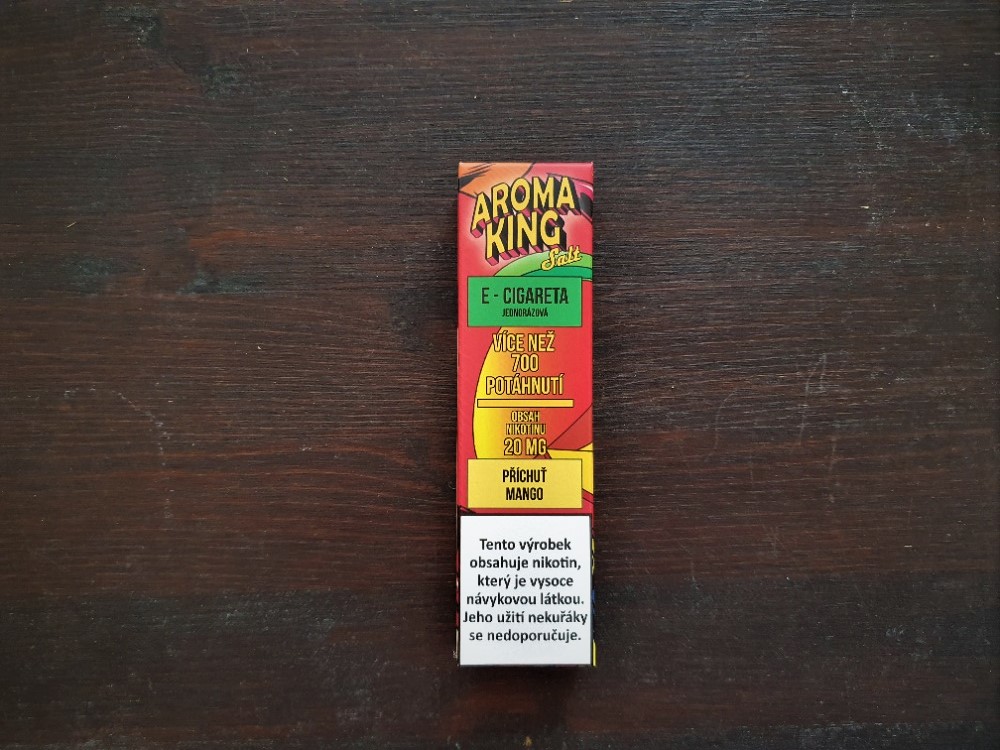 AROMA
KING
Salt
E - CIGARETA
JEDNORÁZOVÁ
VÍCE NEŽ
700
POTÁHNUTÍ
OBSAH
NIKOTINU
20 MG
PŘÍCHUŤ
MANGO
Tento výrobek
obsahuje nikotin,
který je vysoce
návykovou látkou.
Jeho užití nekuřáky
se nedoporučuje.